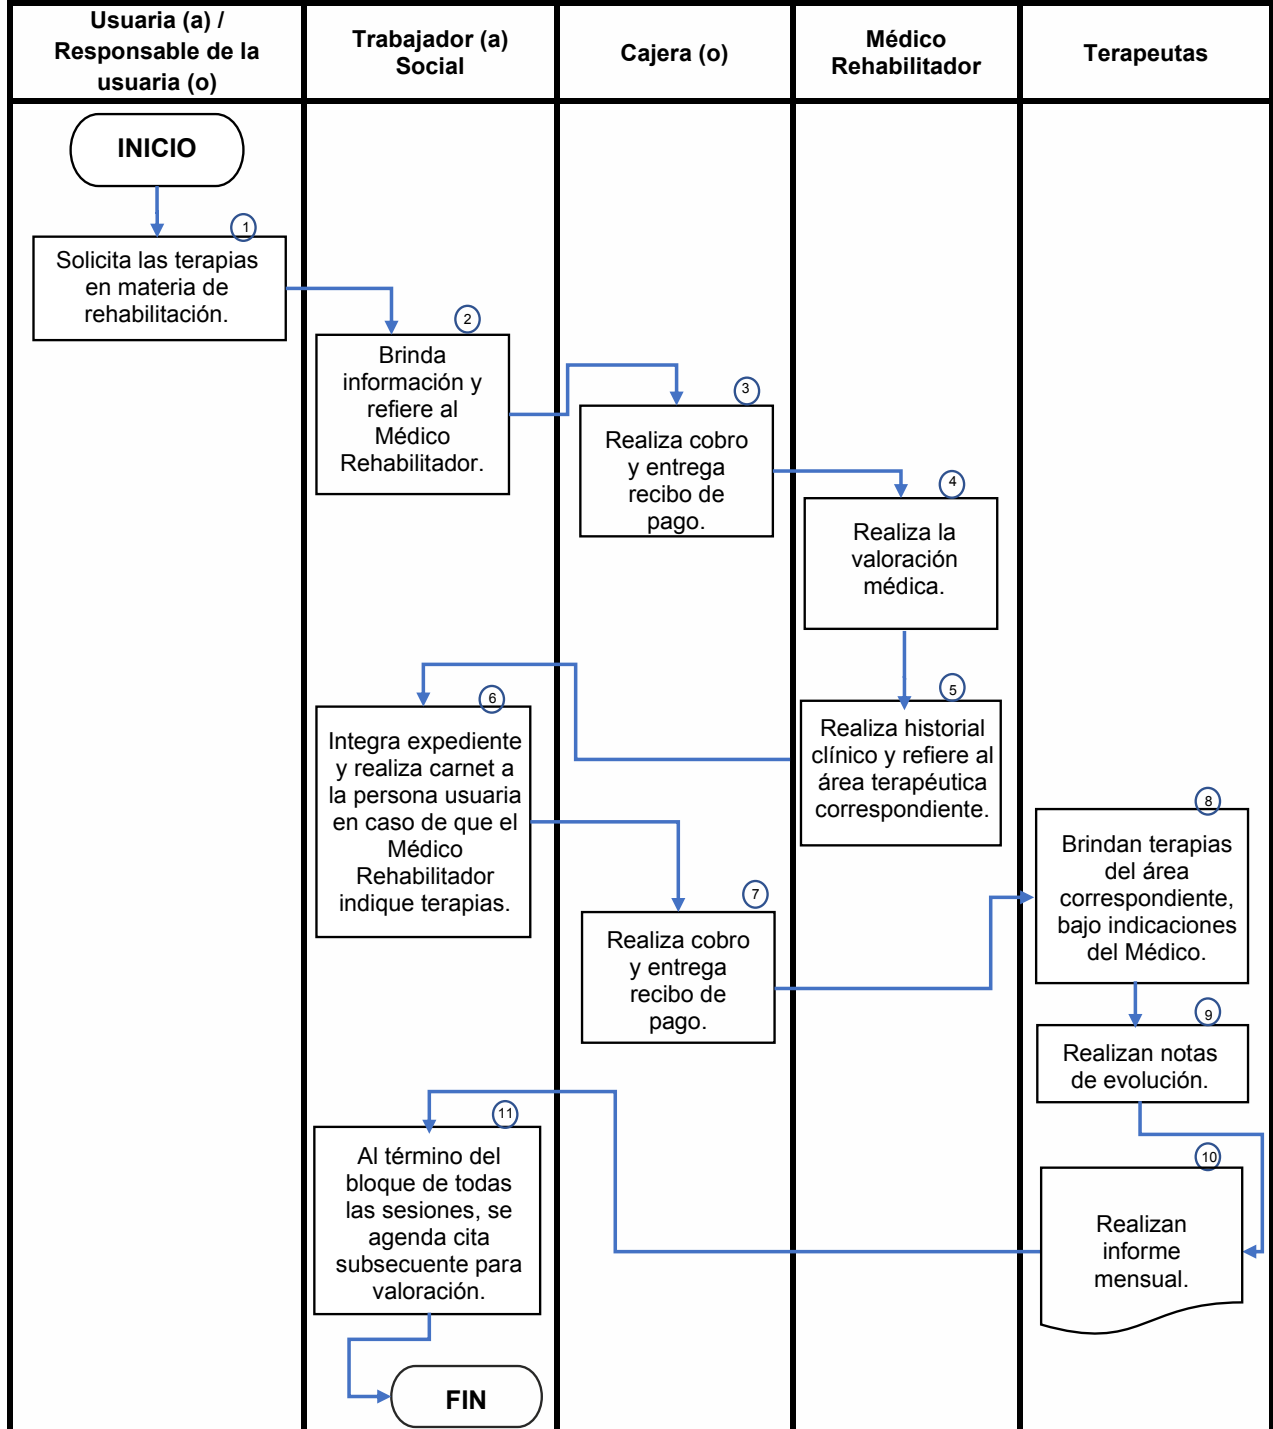 Usuaria (a) /
Responsable de la
usuaria (o)
Trabajador (a)
Social
Cajera (o)
Médico
Rehabilitador
Terapeutas
INICIO
1
Solicita las terapias
en materia de
rehabilitación.
2
Brinda
información y
refiere al
Médico
Rehabilitador.
3
Realiza cobro
y entrega
recibo de
pago.
4
Realiza la
valoración
médica.
5
Realiza historial
clínico y refiere al
área terapéutica
correspondiente.
6
Integra expediente
y realiza carnet a
la persona usuaria
en caso de que el
Médico
Rehabilitador
indique terapias.
7
Realiza cobro
y entrega
recibo de
pago.
8
Brindan terapias
del área
correspondiente,
bajo indicaciones
del Médico.
9
Realizan notas
de evolución.
10
Realizan
informe
mensual.
11
Al término del
bloque de todas
las sesiones, se
agenda cita
subsecuente para
valoración.
FIN